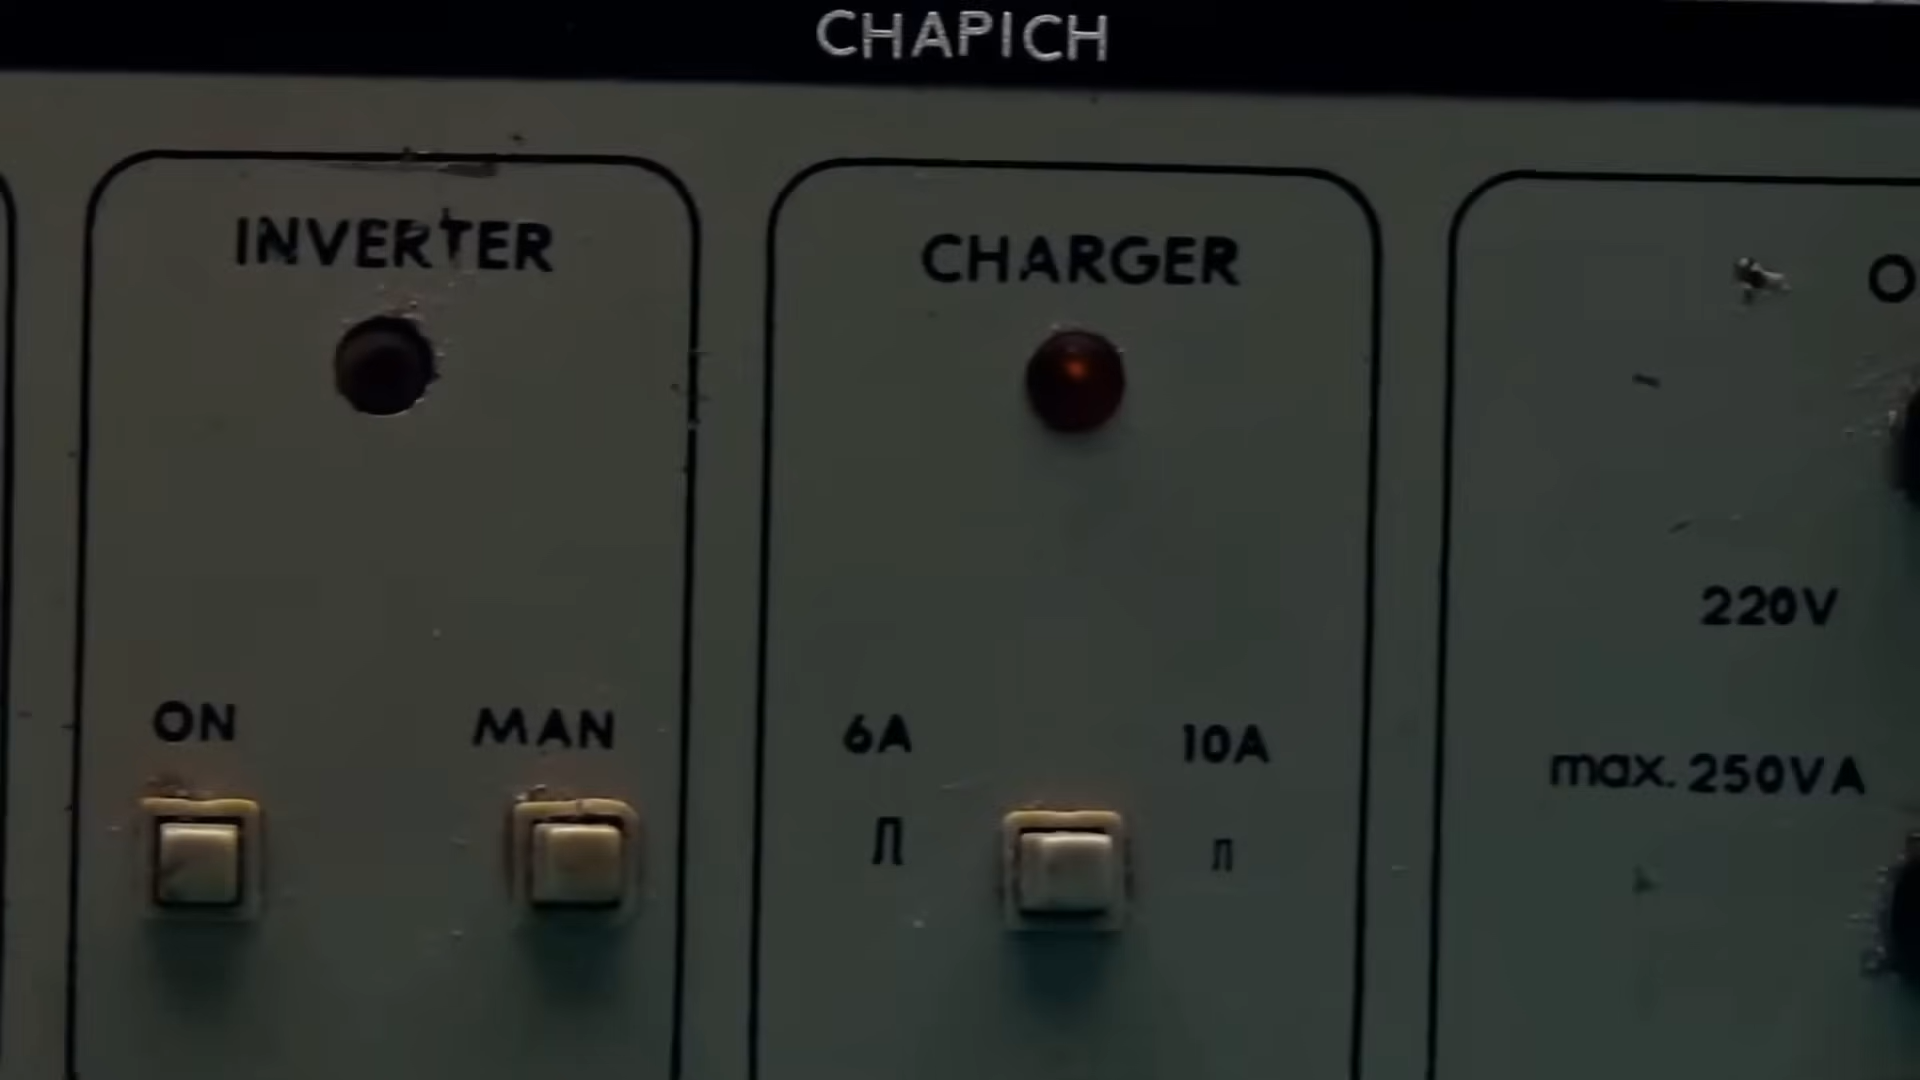 CHAPICH
INVERTER
ON MAN
CHARGER
6A 10A
220V
max. 250VA